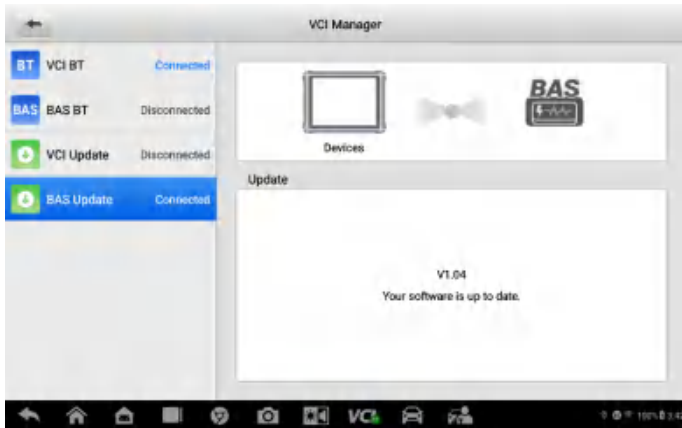 VCI Manager
BT VCI BT Connected
BAS BAS BT Disconnected
VCI Update Disconnected
BAS Update Connected
BAS
Devices
Update
V1.04
Your software is up to date.
VCI
100%